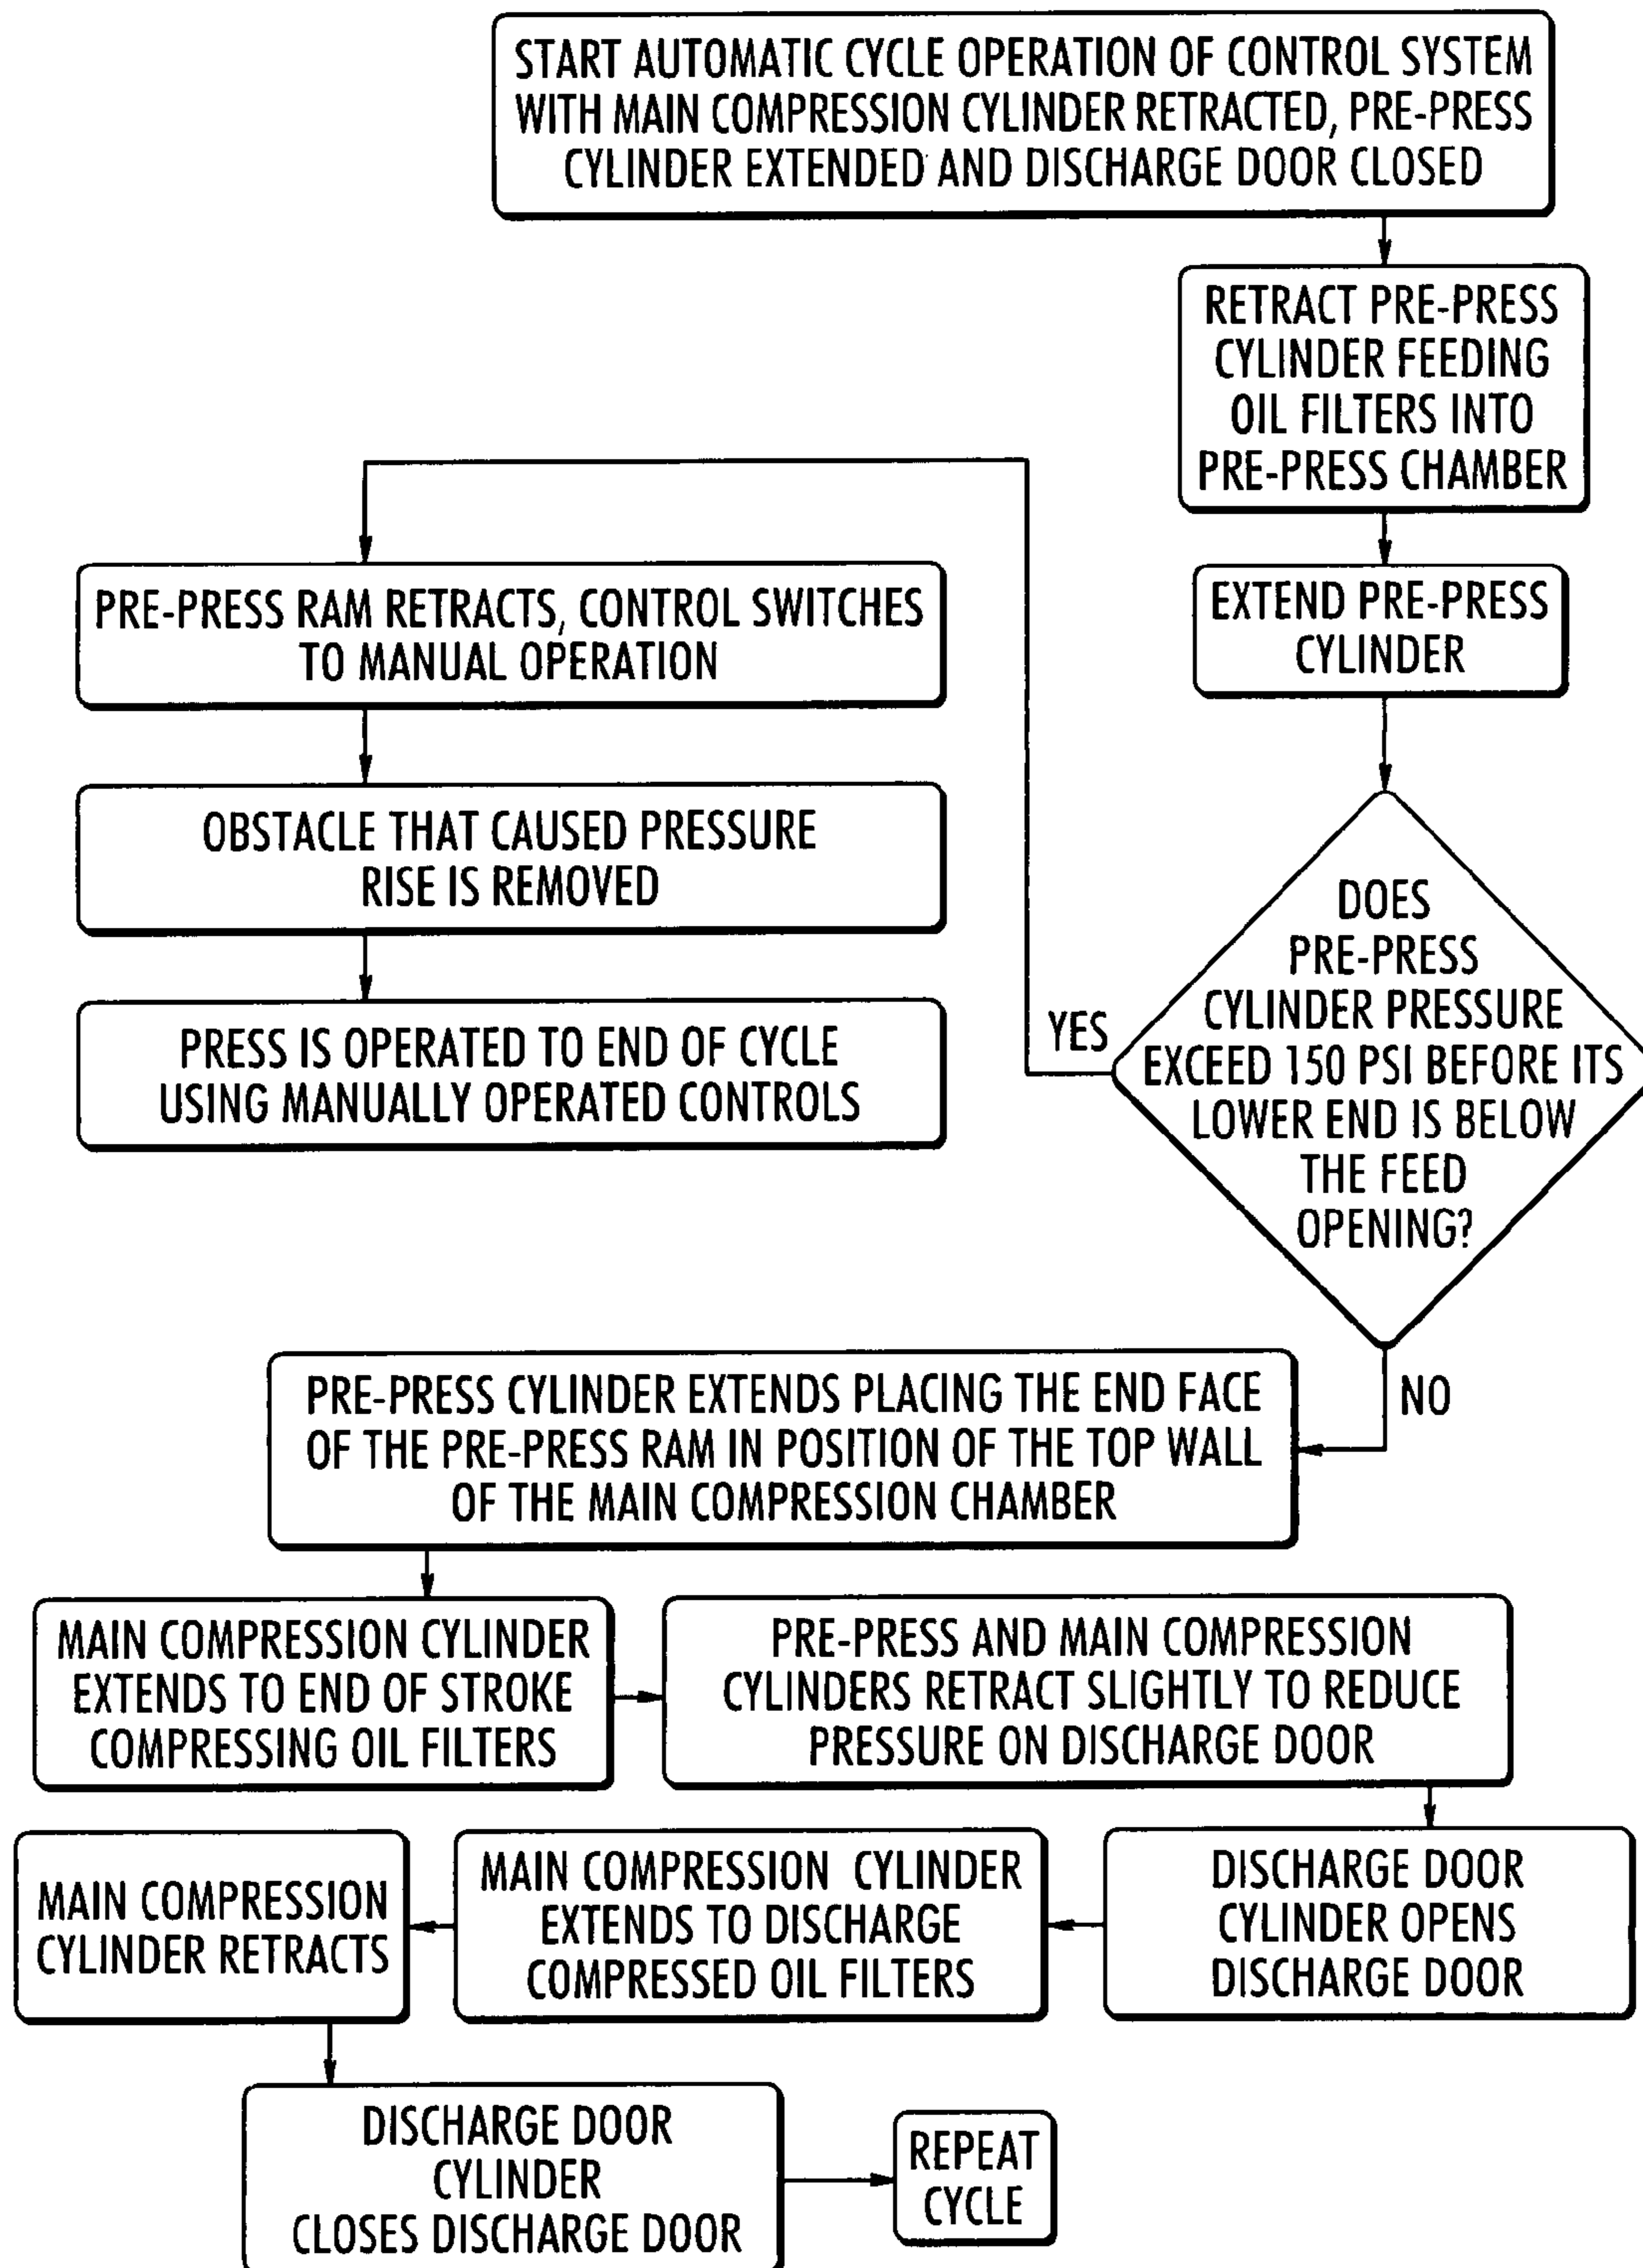 START AUTOMATIC CYCLE OPERATION OF CONTROL SYSTEM
WITH MAIN COMPRESSION CYLINDER RETRACTED, PRE-PRESS
CYLINDER EXTENDED AND DISCHARGE DOOR CLOSED
RETRACT PRE-PRESS
CYLINDER FEEDING
OIL FILTERS INTO
PRE-PRESS CHAMBER
EXTEND PRE-PRESS
CYLINDER
DOES
PRE-PRESS
CYLINDER PRESSURE
EXCEED 150 PSI BEFORE ITS
LOWER END IS BELOW
THE FEED
OPENING?
YES
PRE-PRESS RAM RETRACTS, CONTROL SWITCHES
TO MANUAL OPERATION
OBSTACLE THAT CAUSED PRESSURE
RISE IS REMOVED
PRESS IS OPERATED TO END OF CYCLE
USING MANUALLY OPERATED CONTROLS
NO
PRE-PRESS CYLINDER EXTENDS PLACING THE END FACE
OF THE PRE-PRESS RAM IN POSITION OF THE TOP WALL
OF THE MAIN COMPRESSION CHAMBER
MAIN COMPRESSION CYLINDER
EXTENDS TO END OF STROKE
COMPRESSING OIL FILTERS
PRE-PRESS AND MAIN COMPRESSION
CYLINDERS RETRACT SLIGHTLY TO REDUCE
PRESSURE ON DISCHARGE DOOR
DISCHARGE DOOR
CYLINDER OPENS
DISCHARGE DOOR
MAIN COMPRESSION CYLINDER
EXTENDS TO DISCHARGE
COMPRESSED OIL FILTERS
MAIN COMPRESSION
CYLINDER RETRACTS
DISCHARGE DOOR
CYLINDER
CLOSES DISCHARGE DOOR
REPEAT
CYCLE